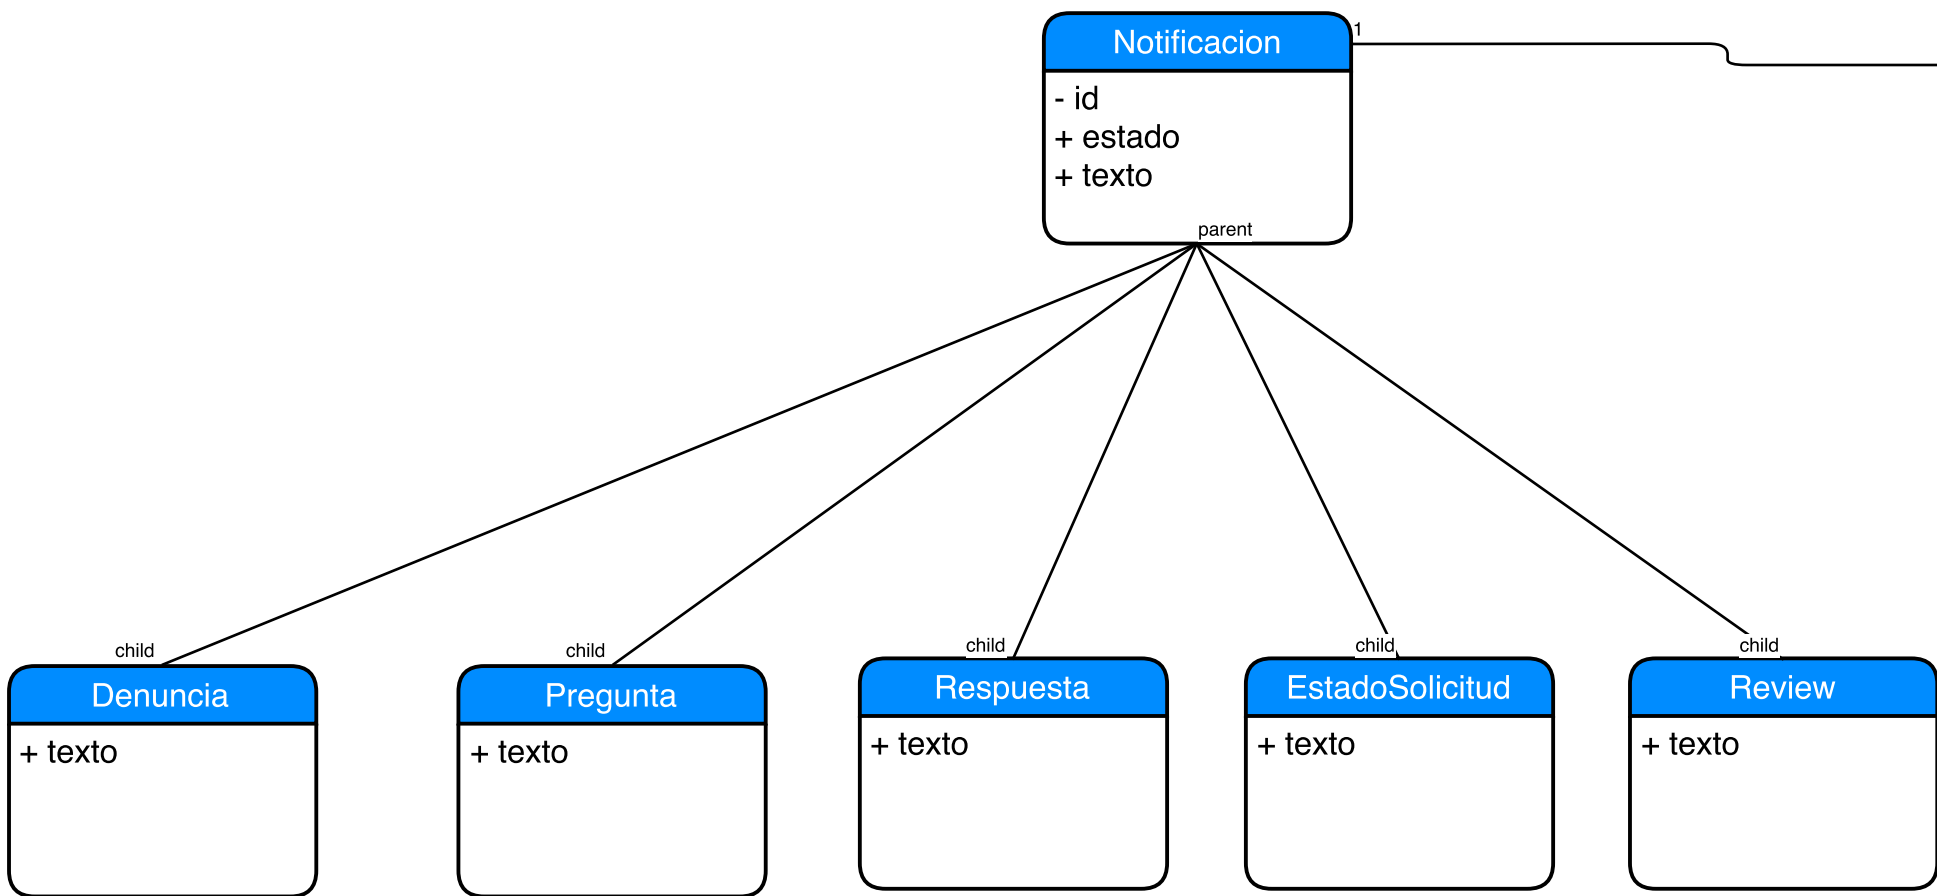 Notificacion
1
- id
+ estado
+ texto
parent
child
child
child
child
child
Denuncia
+ texto
Pregunta
+ texto
Respuesta
+ texto
EstadoSolicitud
+ texto
Review
+ texto